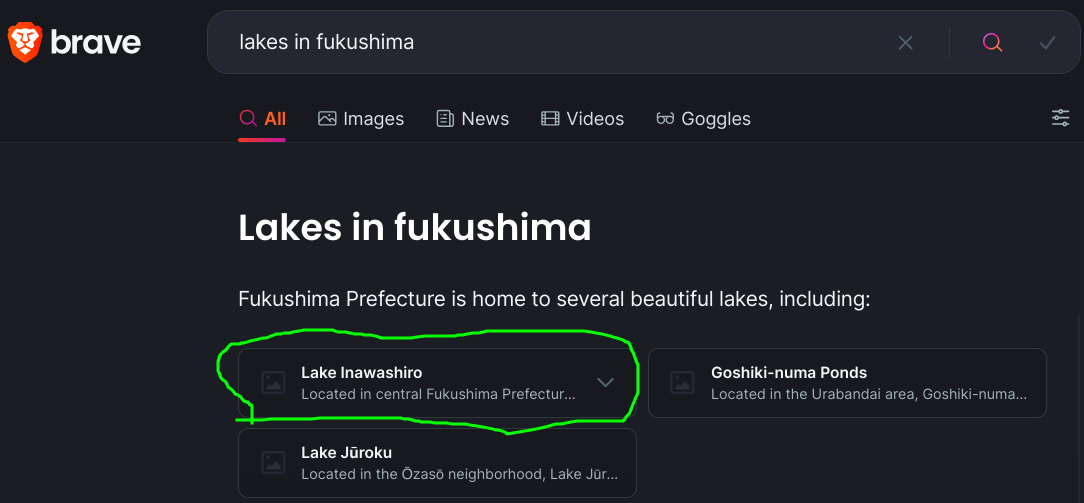 brave
lakes in fukushima
All Images News Videos Goggles
Lakes in fukushima
Fukushima Prefecture is home to several beautiful lakes, including:
Lake Inawashiro
Located in central Fukushima Prefectur...
Goshiki-numa Ponds
Located in the Urabandai area, Goshiki-numa...
Lake Jūroku
Located in the Ōzasō neighborhood, Lake Jūr...